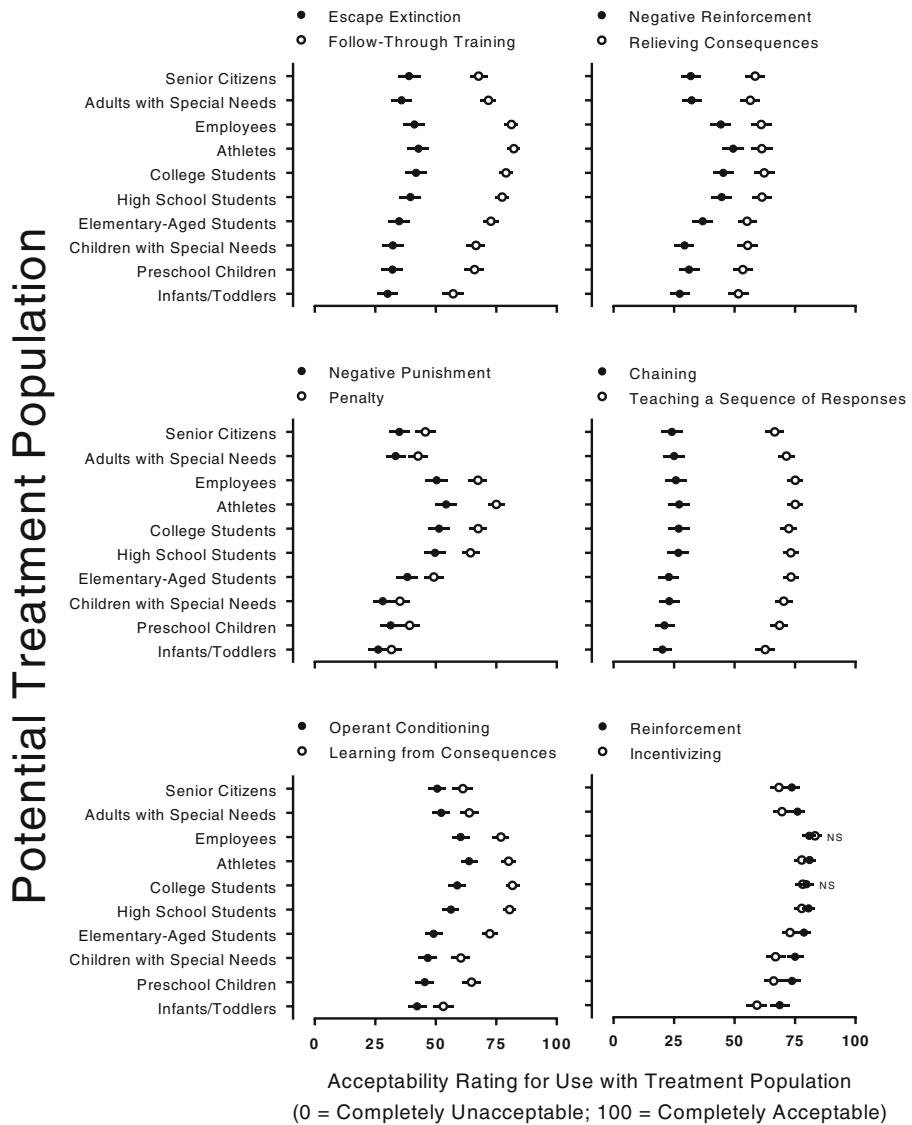 Potential Treatment Population
Escape Extinction
Follow-Through Training
Senior Citizens
Adults with Special Needs
Employees
Athletes
College Students
High School Students
Elementary-Aged Students
Children with Special Needs
Preschool Children
Infants/Toddlers
Negative Reinforcement
Relieving Consequences
Negative Punishment
Penalty
Senior Citizens
Adults with Special Needs
Employees
Athletes
College Students
High School Students
Elementary-Aged Students
Children with Special Needs
Preschool Children
Infants/Toddlers
Chaining
Teaching a Sequence of Responses
Operant Conditioning
Learning from Consequences
Senior Citizens
Adults with Special Needs
Employees
Athletes
College Students
High School Students
Elementary-Aged Students
Children with Special Needs
Preschool Children
Infants/Toddlers
0 25 50 75 100
Reinforcement
Incentivizing
NS
NS
0 25 50 75 100
Acceptability Rating for Use with Treatment Population
(0 = Completely Unacceptable; 100 = Completely Acceptable)